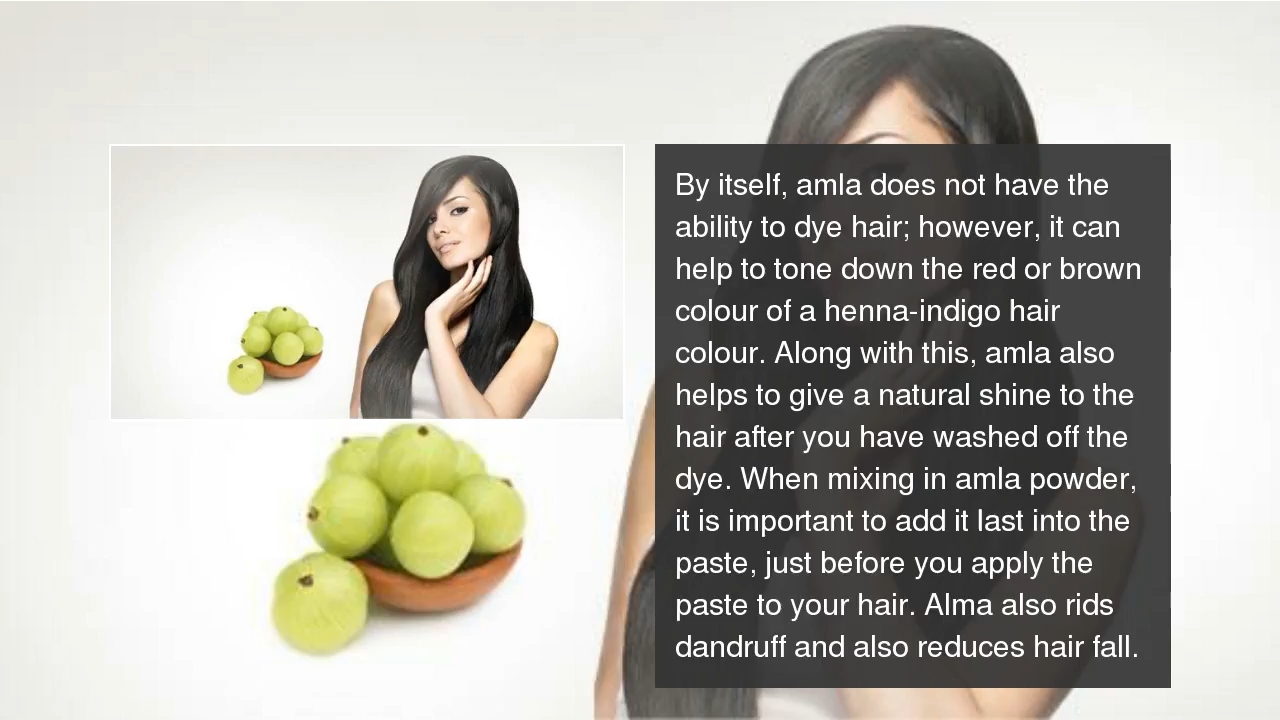 By itself, amla does not have the
ability to dye hair; however, it can
help to tone down the red or brown
colour of a henna-indigo hair
colour. Along with this, amla also
helps to give a natural shine to the
hair after you have washed off the
dye. When mixing in amla powder,
it is important to add it last into the
paste, just before you apply the
paste to your hair. Alma also rids
dandruff and also reduces hair fall.